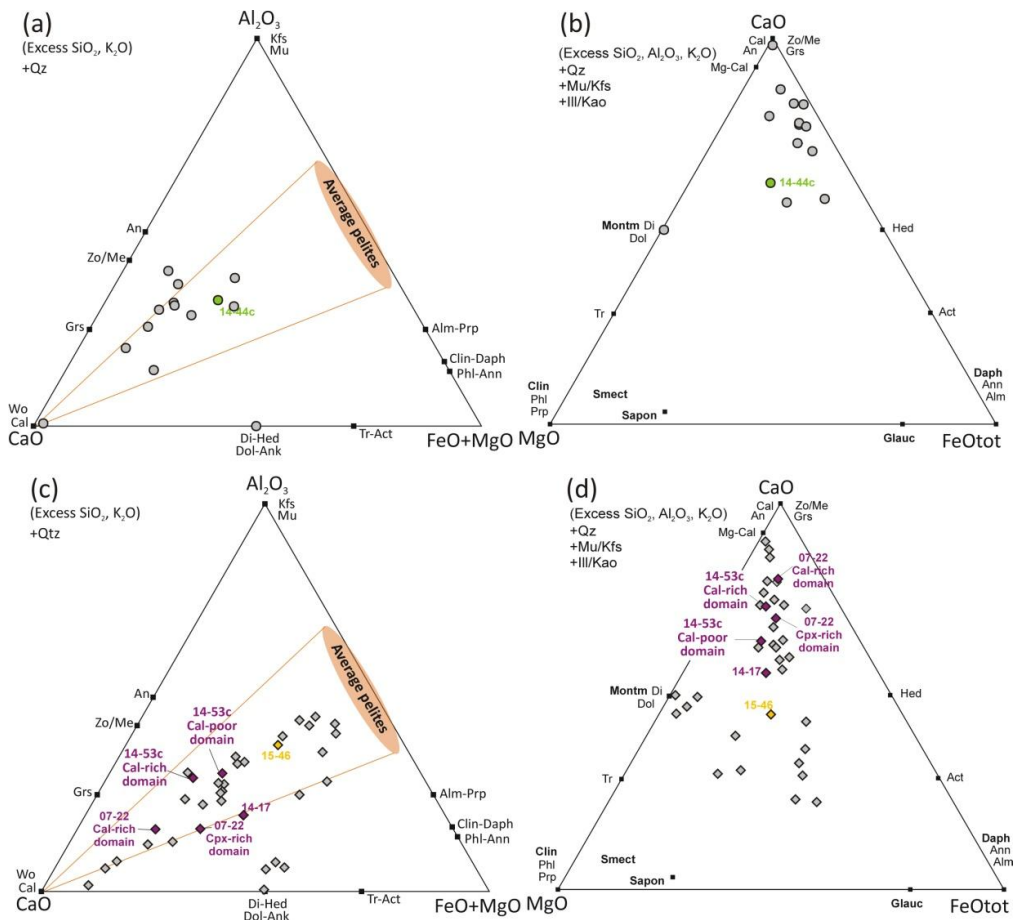 (a)
Al₂O₃
(Excess SiO₂, K₂O)
+Qz
Kfs
Mu
Average pelites
An
Zo/Me
14-44c
Grs
Alm-Prp
Clin-Daph
Phl-Ann
Wo
Cal
CaO
Di-Hed
Dol-Ank
Tr-Act
FeO+MgO
(b)
CaO
(Excess SiO₂, Al₂O₃, K₂O)
+Qz
+Mu/Kfs
+Ill/Kao
Cal
An
Zo/Me
Grs
Mg-Cal
14-44c
Montm Di
Dol
Hed
Tr
Act
Clin
Phl
Prp
Smect
Sapon
Daph
Ann
Alm
MgO
Glauc
FeOtot
(c)
Al₂O₃
(Excess SiO₂, K₂O)
+Qtz
Kfs
Mu
Average pelites
An
Zo/Me
14-53c
Cal-poor
domain
14-53c
Cal-rich
domain
15-46
Grs
Alm-Prp
07-22
Cal-rich
domain
14-17
07-22
Cpx-rich
domain
Clin-Daph
Phl-Ann
Wo
Cal
CaO
Di-Hed
Dol-Ank
Tr-Act
FeO+MgO
(d)
CaO
(Excess SiO₂, Al₂O₃, K₂O)
+Qz
+Mu/Kfs
+Ill/Kao
Cal
An
Zo/Me
Grs
Mg-Cal
07-22
Cal-rich
domain
14-53c
Cal-rich
domain
14-53c
Cal-poor
domain
07-22
Cpx-rich
domain
14-17
Montm Di
Dol
15-46
Hed
Tr
Act
Clin
Phl
Prp
Smect
Sapon
Daph
Ann
Alm
MgO
Glauc
FeOtot